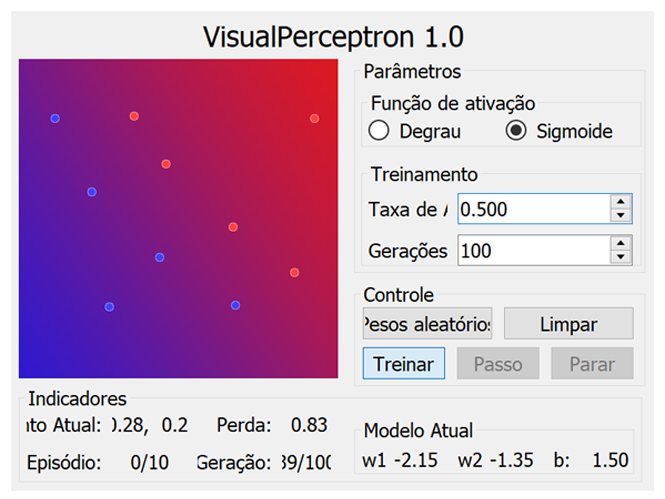 VisualPerceptron 1.0
Parâmetros
Função de ativação
Degrau
Sigmoide
Treinamento
Taxa de
0.500
Gerações
100
Controle
Pesos aleatórios
Limpar
Treinar
Passo
Parar
Indicadores
Atual: 0.28, 0.2
Perda: 0.83
Episódio: 0/10
Geração: 39/100
Modelo Atual
w1 -2.15 w2 -1.35 b: 1.50